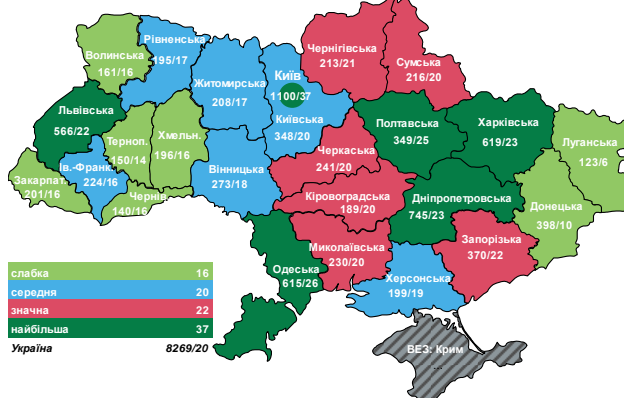 Волинська
161/16
Рівненська
195/17
Житомирська
208/17
Київ
1100/37
Київська
348/20
Чернігівська
213/21
Сумська
216/20
Львівська
566/22
Терноп.
150/14
Хмельн.
196/16
Ів.-Франк.
224/16
Закарпат.
201/16
Чернів.
140/16
Вінницька
273/18
Черкаська
241/20
Полтавська
349/25
Харківська
619/23
Луганська
123/6
Кіровоградська
189/20
Дніпропетровська
745/23
Донецька
398/10
Миколаївська
230/20
Запорізька
370/22
Одеська
615/26
Херсонська
199/19
ВЕЗ: Крим
...
слабка 16
середня 20
значна 22
найбільша 37
Україна 8269/20